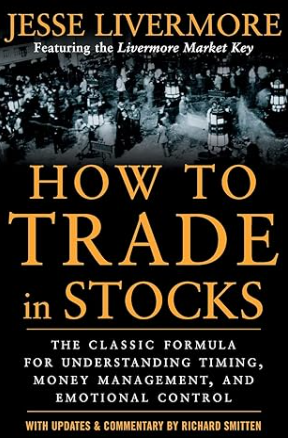 JESSE LIVERMORE
Featuring the Livermore Market Key
HOW TO
TRADE
in STOCKS
THE CLASSIC FORMULA
FOR UNDERSTANDING TIMING,
MONEY MANAGEMENT, AND
EMOTIONAL CONTROL
WITH UPDATES & COMMENTARY BY RICHARD SMITTEN